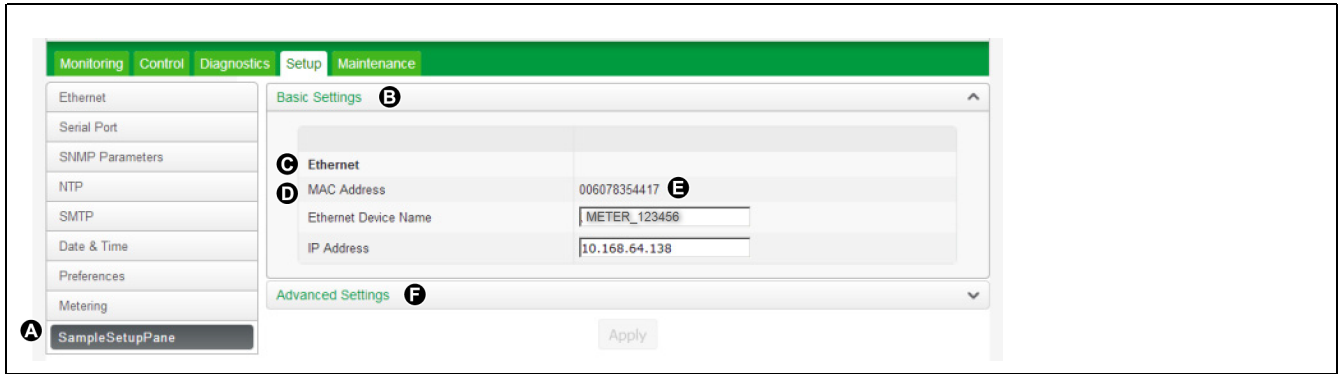 Monitoring Control Diagnostics Setup Maintenance
Ethernet
Serial Port
SNMP Parameters
NTP
SMTP
Date & Time
Preferences
Metering
A SampleSetupPane
Basic Settings B
C Ethernet
D MAC Address 006078354417 E
Ethernet Device Name METER_123456
IP Address 10.168.64.138
Advanced Settings F
Apply